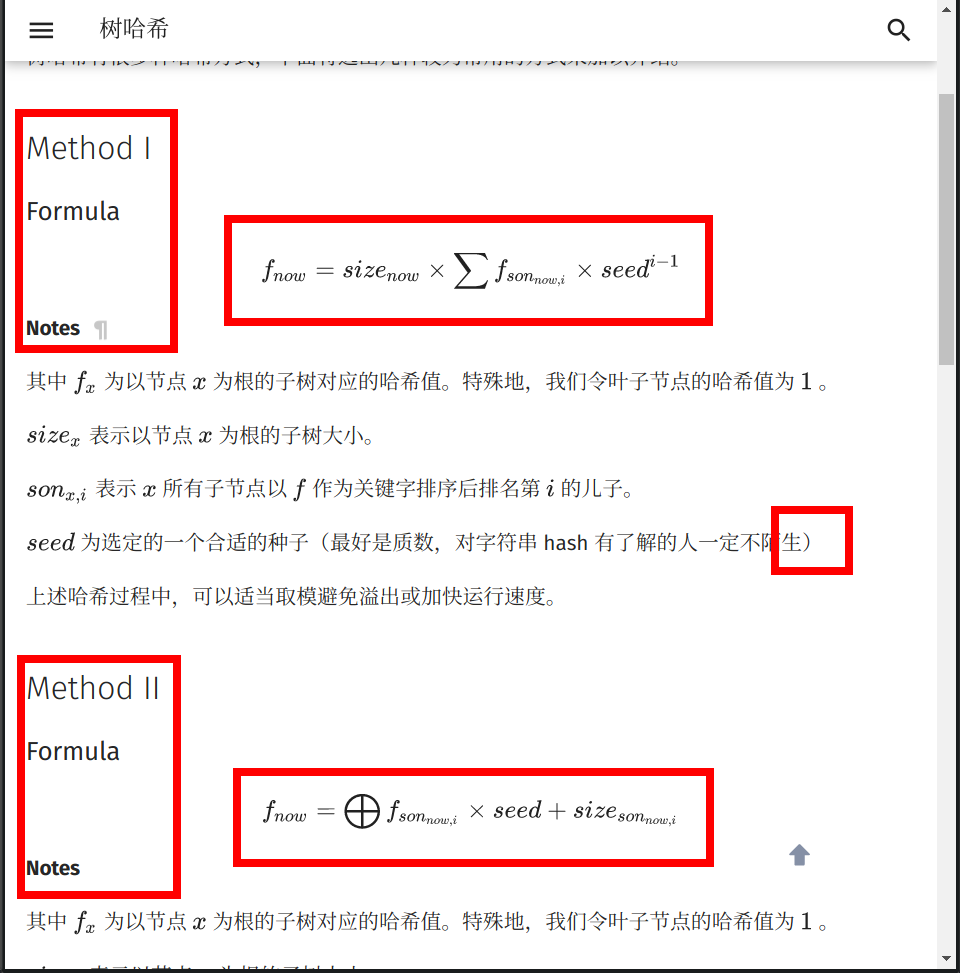 树哈希
Method I
Formula
f_{now} = size_{now} × ∑ f_{son_{now,i}} × seed^{i−1}
Notes ¶
其中 f_x 为以节点 x 为根的子树对应的哈希值。特殊地，我们令叶子节点的哈希值为 1 。
size_x 表示以节点 x 为根的子树大小。
son_{x,i} 表示 x 所有子节点以 f 作为关键字排序后排名第 i 的儿子。
seed 为选定的一个合适的种子（最好是质数，对字符串 hash 有了解的人一定不陌生）
上述哈希过程中，可以适当取模避免溢出或加快运行速度。
Method II
Formula
f_{now} = ⨁ f_{son_{now,i}} × seed + size_{son_{now,i}}
Notes
其中 f_x 为以节点 x 为根的子树对应的哈希值。特殊地，我们令叶子节点的哈希值为 1 。